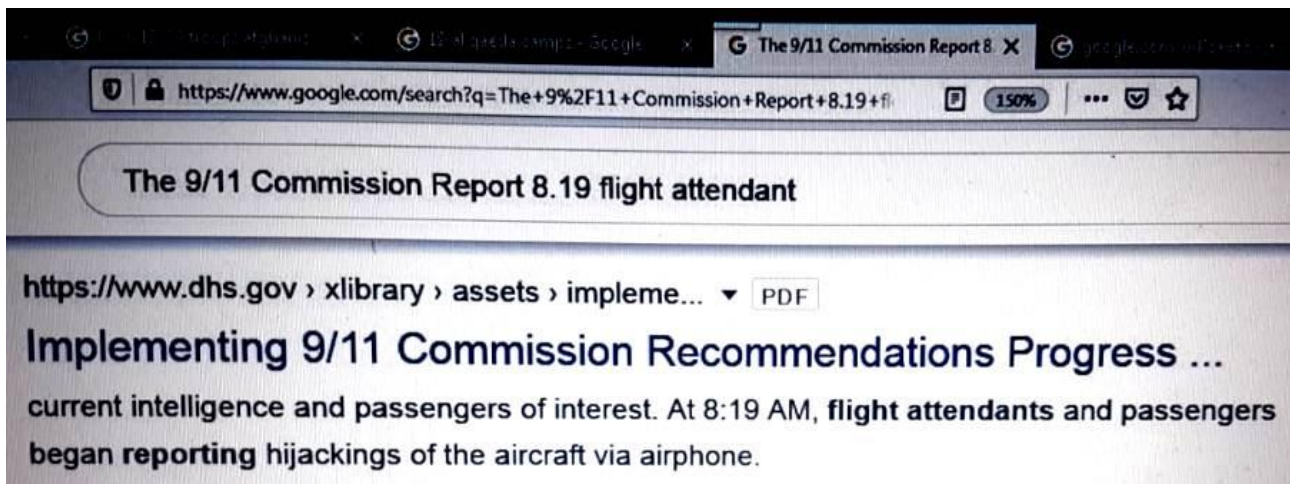 The 9/11 Commission Report 8.
https://www.google.com/search?q=The+9%2F11+Commission+Report+8.19+fl
150%
The 9/11 Commission Report 8.19 flight attendant
https://www.dhs.gov › xlibrary › assets › impleme... PDF
Implementing 9/11 Commission Recommendations Progress ...
current intelligence and passengers of interest. At 8:19 AM, flight attendants and passengers
began reporting hijackings of the aircraft via airphone.